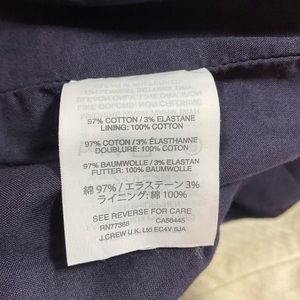 97% COTTON / 3% ELASTANE
LINING: 100% COTTON
97% COTON / 3% ÉLASTHANNE
DOUBLURE: 100% COTON
97% BAUMWOLLE / 3% ELASTAN
FUTTER: 100% BAUMWOLLE
綿 97% / エラステーン 3%
ライニング: 綿 100%
SEE REVERSE FOR CARE
RN77388 CA56445
J.CREW U.K. Ltd EC4V 6JA